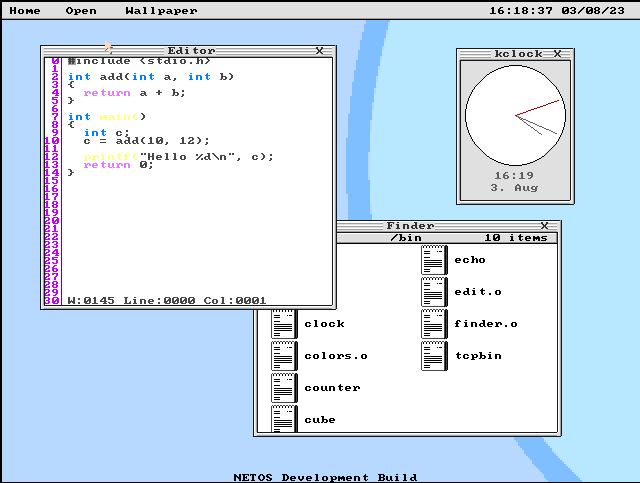 Home Open Wallpaper 16:18:37 03/08/23
Editor X
0 #include <stdio.h>
1
2 int add(int a, int b)
3 {
4 return a + b;
5 }
6
7 int main()
8 {
9 int c;
10 c = add(10, 12);
11
12 printf("Hello %d\n", c);
13 return 0;
14 }
15
16
17
18
19
20
21
22
23
24
25
26
27
28
29
30 W:0145 Line:0000 Col:0001
kclock X
16:19
3. Aug
Finder X
/bin 10 items
echo
edit.o
clock finder.o
colors.o tcpbin
counter
cube
NETOS Development Build